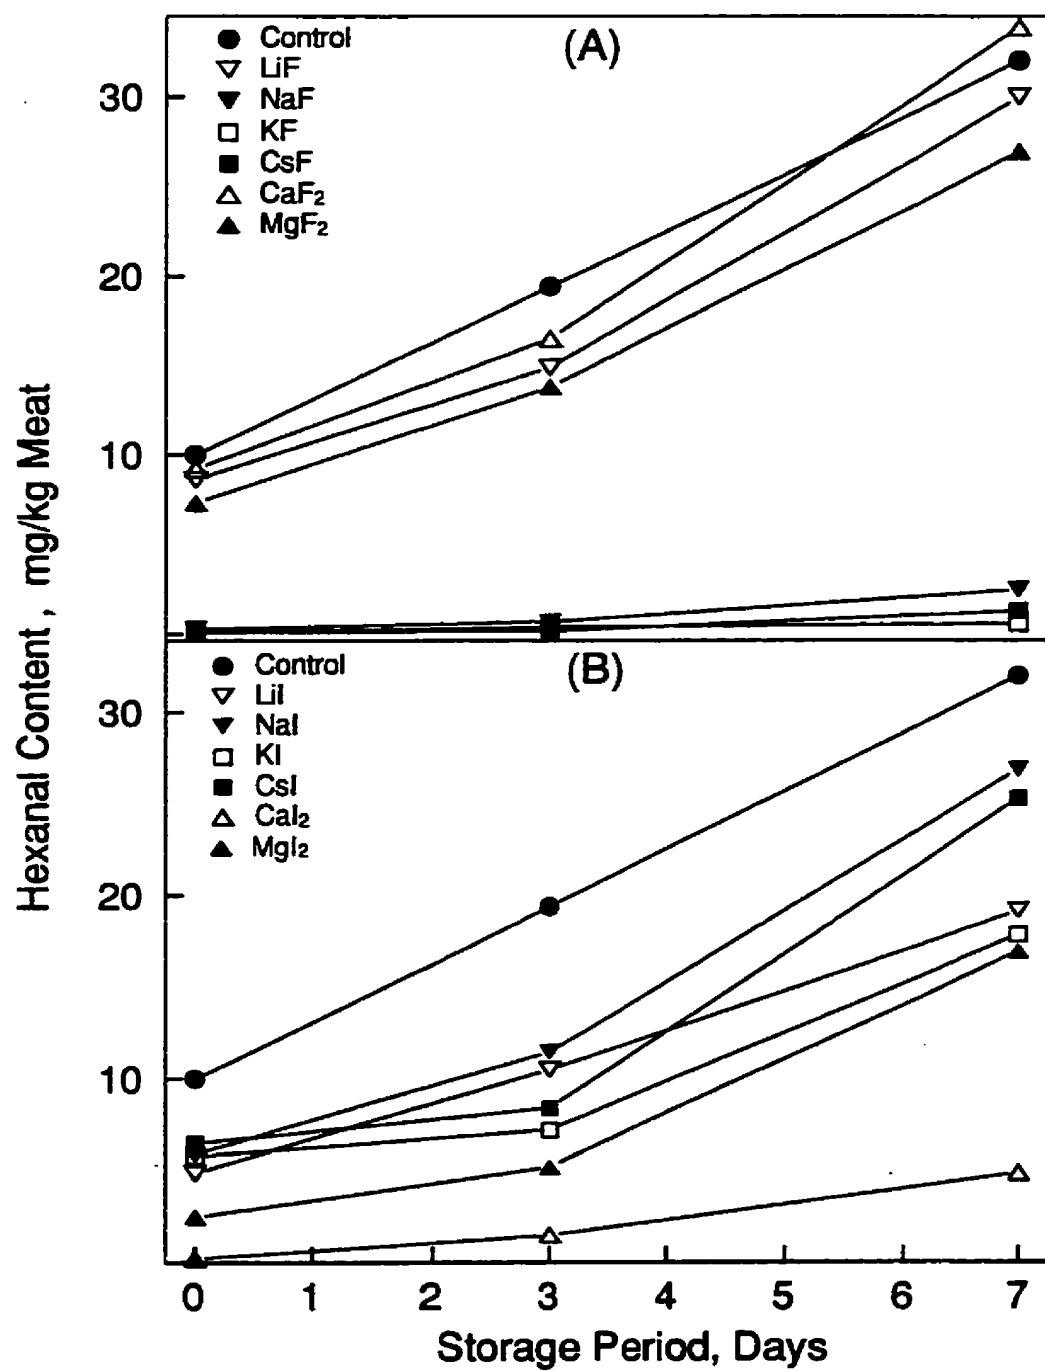 (A)
Control
LiF
NaF
KF
CsF
CaF₂
MgF₂
30
20
10
Hexanal Content, mg/kg Meat
(B)
Control
LiI
NaI
KI
CsI
CaI₂
MgI₂
30
20
10
0 1 2 3 4 5 6 7
Storage Period, Days